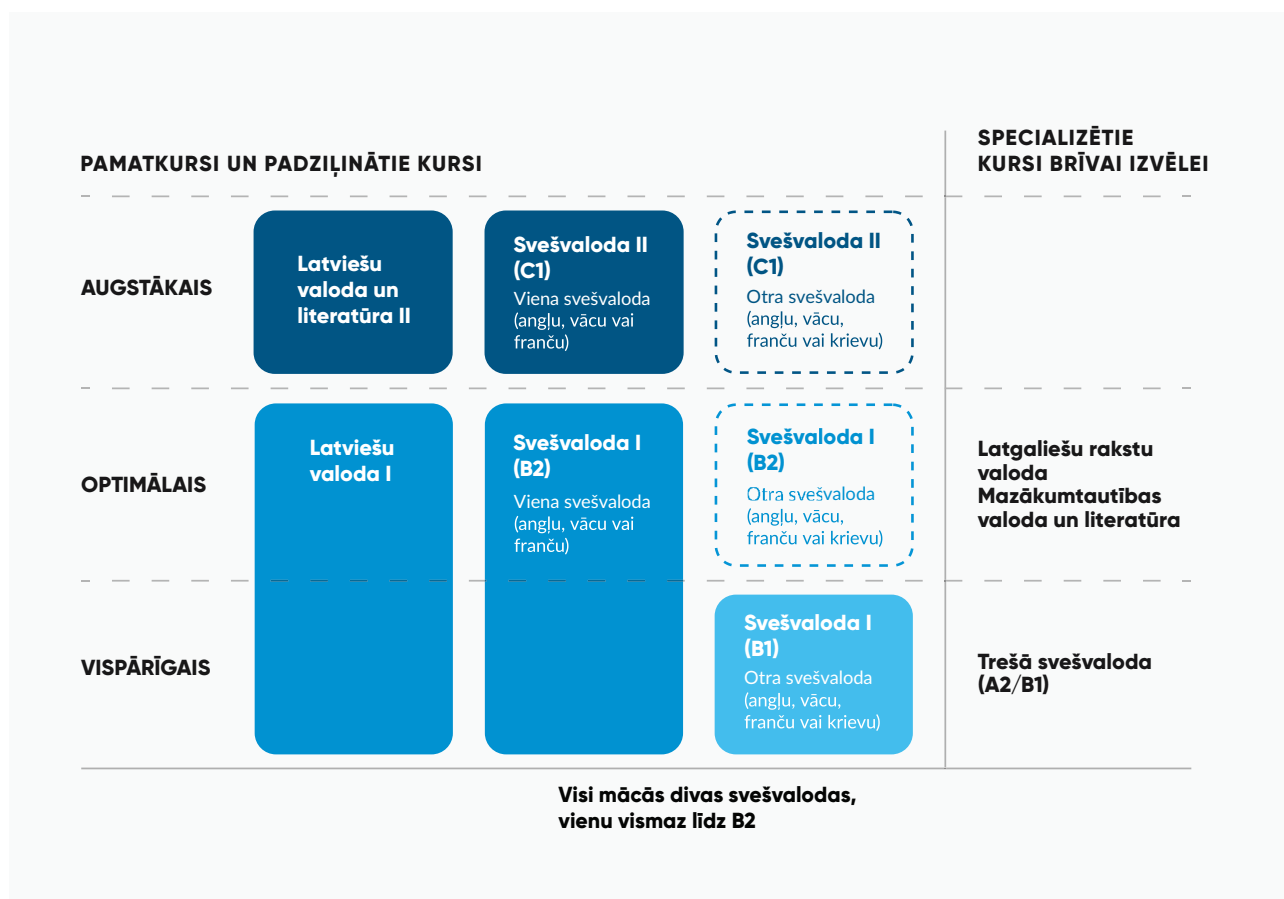 PAMATKURSI UN PADZIĻINĀTIE KURSI
SPECIALIZĒTIE
KURSI BRĪVAI IZVĒLEI
AUGSTĀKAIS
Latviešu
valoda un
literatūra II
Svešvaloda II
(C1)
Viena svešvaloda
(angļu, vācu vai
franču)
Svešvaloda II
(C1)
Otra svešvaloda
(angļu, vācu,
franču vai krievu)
OPTIMĀLAIS
Latviešu
valoda I
Svešvaloda I
(B2)
Viena svešvaloda
(angļu, vācu vai
franču)
Svešvaloda I
(B2)
Otra svešvaloda
(angļu, vācu,
franču vai krievu)
Latgaliešu rakstu
valoda
Mazākumtautības
valoda un literatūra
VISPĀRĪGAIS
Svešvaloda I
(B1)
Otra svešvaloda
(angļu, vācu,
franču vai krievu)
Trešā svešvaloda
(A2/B1)
Visi mācās divas svešvalodas,
vienu vismaz līdz B2